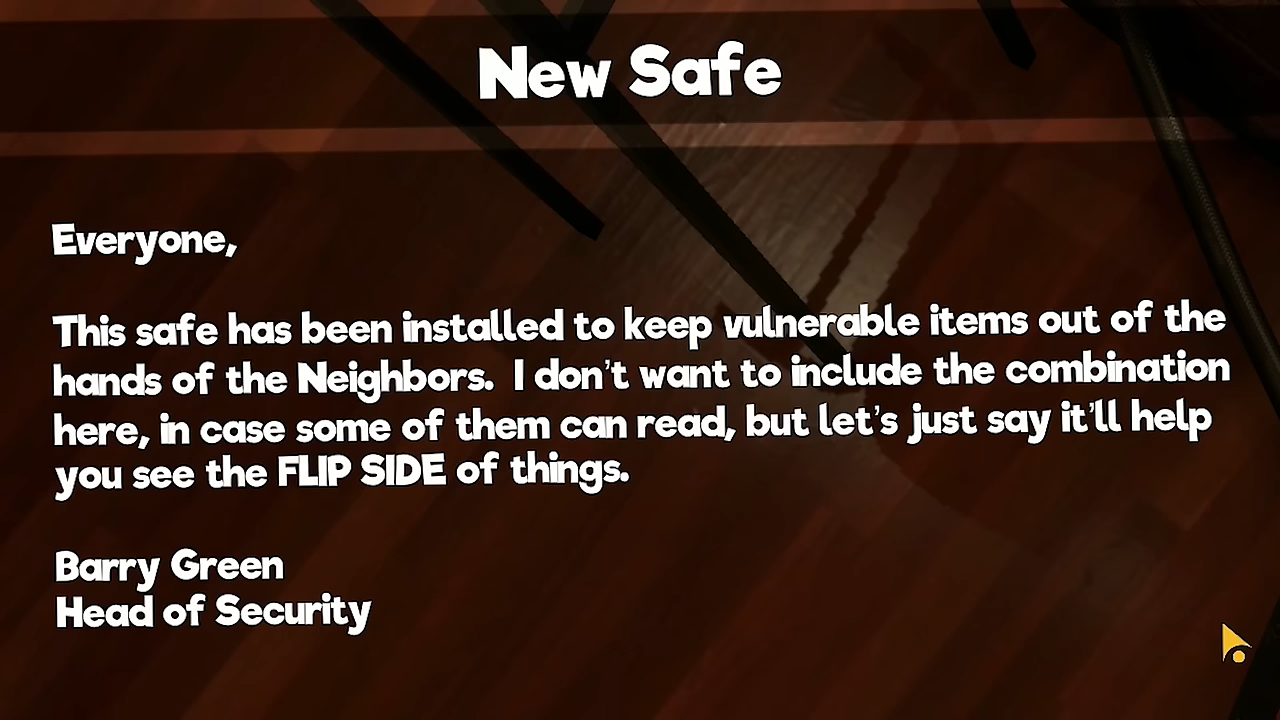 New Safe
Everyone,
This safe has been installed to keep vulnerable items out of the
hands of the Neighbors.  I don't want to include the combination
here, in case some of them can read, but let's just say it'll help
you see the FLIP SIDE of things.
Barry Green
Head of Security